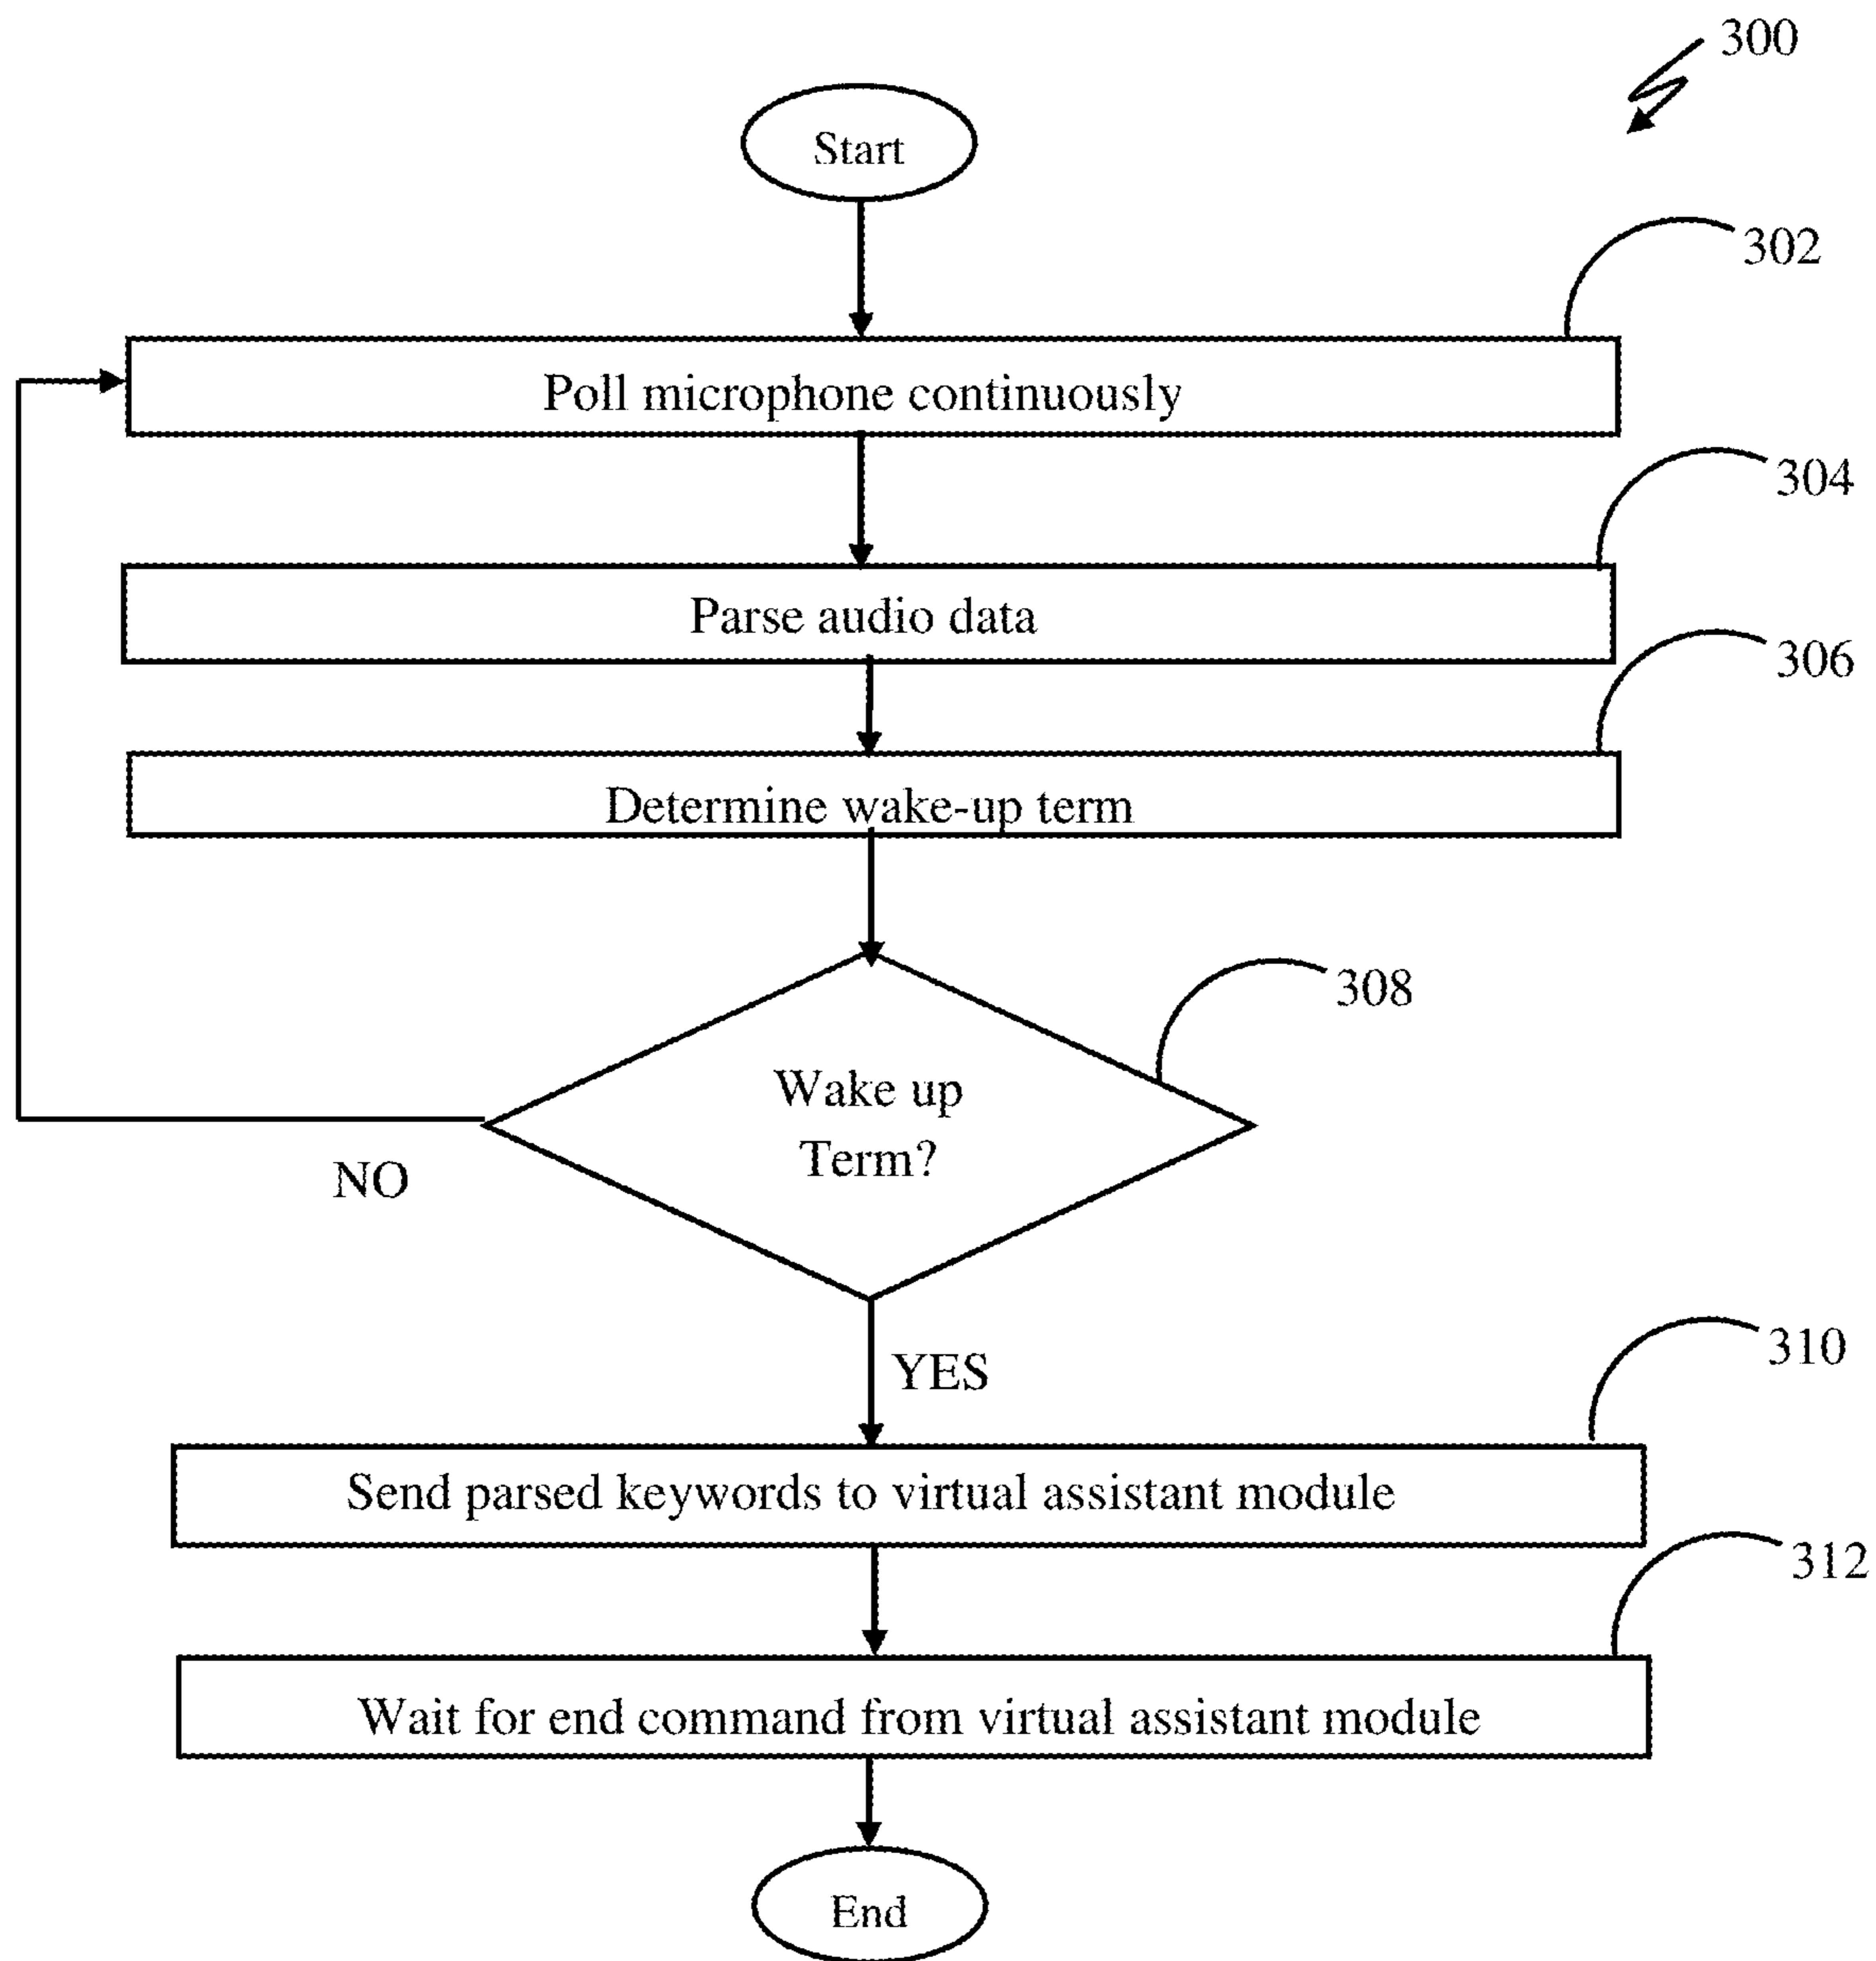 300
Start
302
Poll microphone continuously
304
Parse audio data
306
Determine wake-up term
308
Wake up
Term?
NO
YES
310
Send parsed keywords to virtual assistant module
312
Wait for end command from virtual assistant module
End